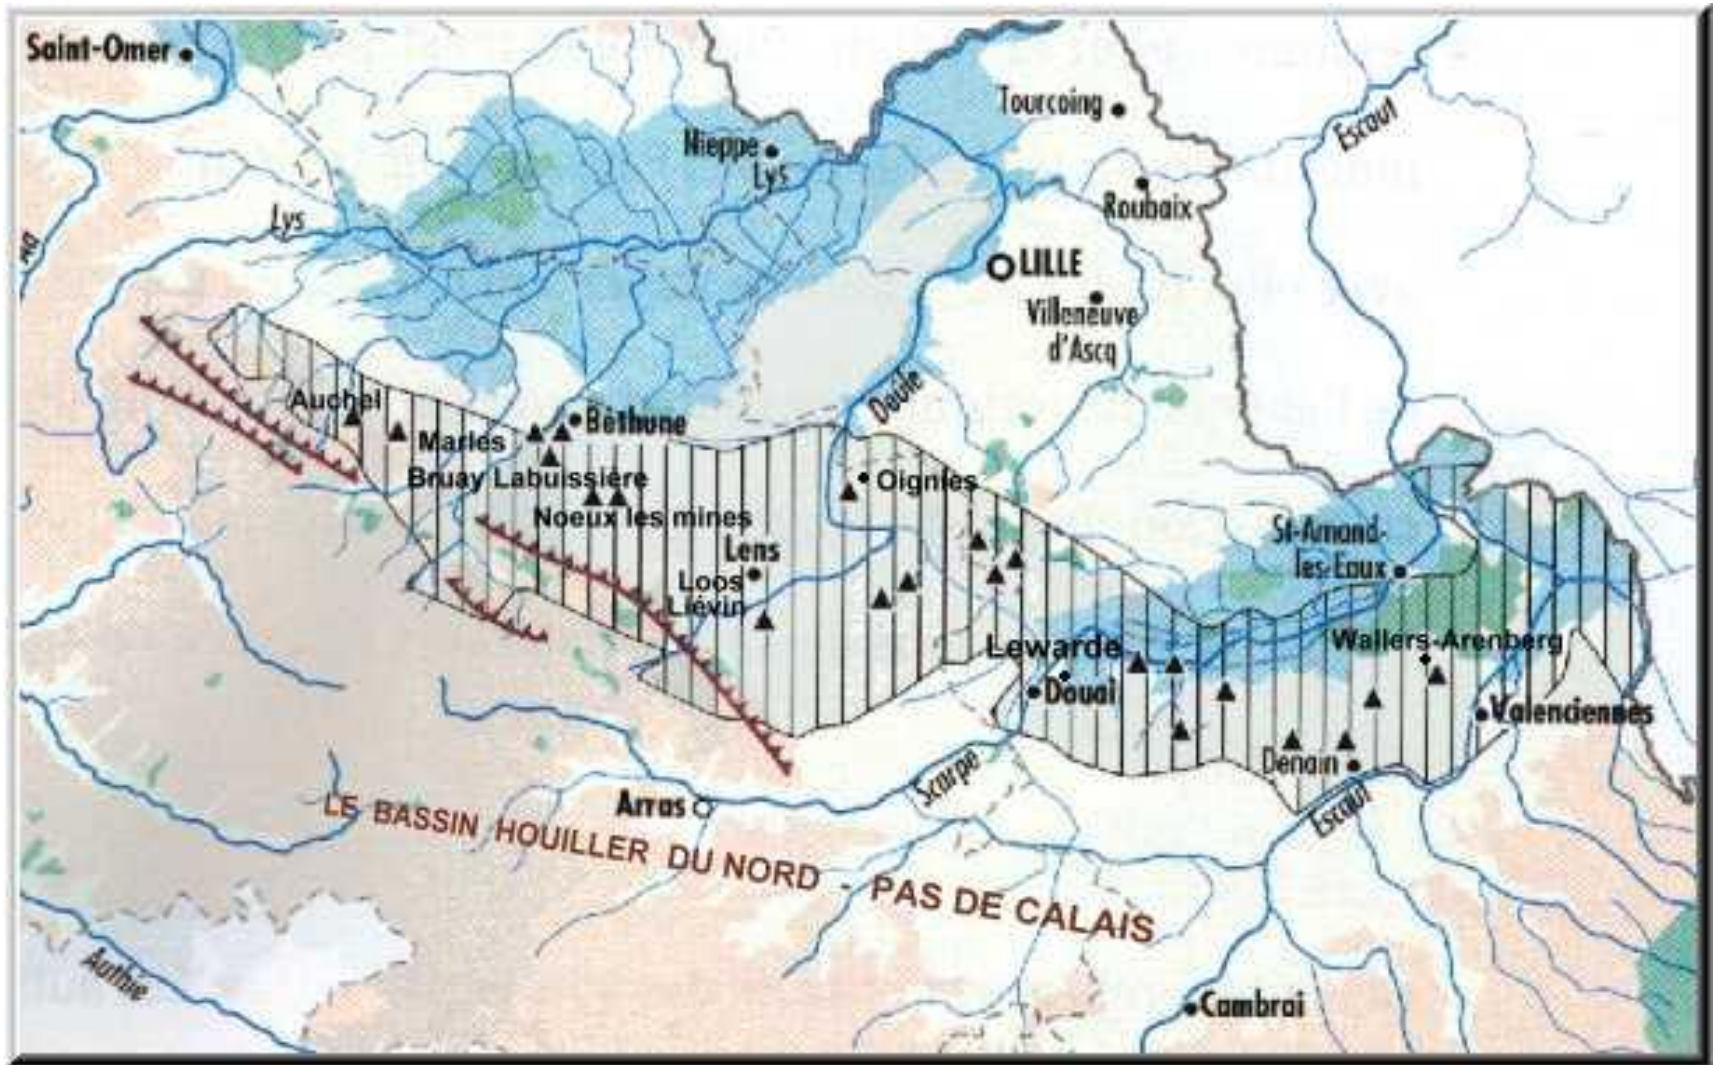 Saint-Omer
Tourcoing
Escaut
Nieppe
Lys
Roubaix
Lys
Aa
LILLE
Villeneuve
d'Ascq
Deûle
Auchel
Béthune
Marles
Bruay Labuissière
Oignies
Noeux les mines
Lens
St-Amand-
les-Eaux
Loos
Liévin
Lewarde
Wallers-Arenberg
Douai
Valenciennes
Denain
Scarpe
Arras
Escaut
LE BASSIN HOUILLER DU NORD - PAS DE CALAIS
Authie
Cambrai